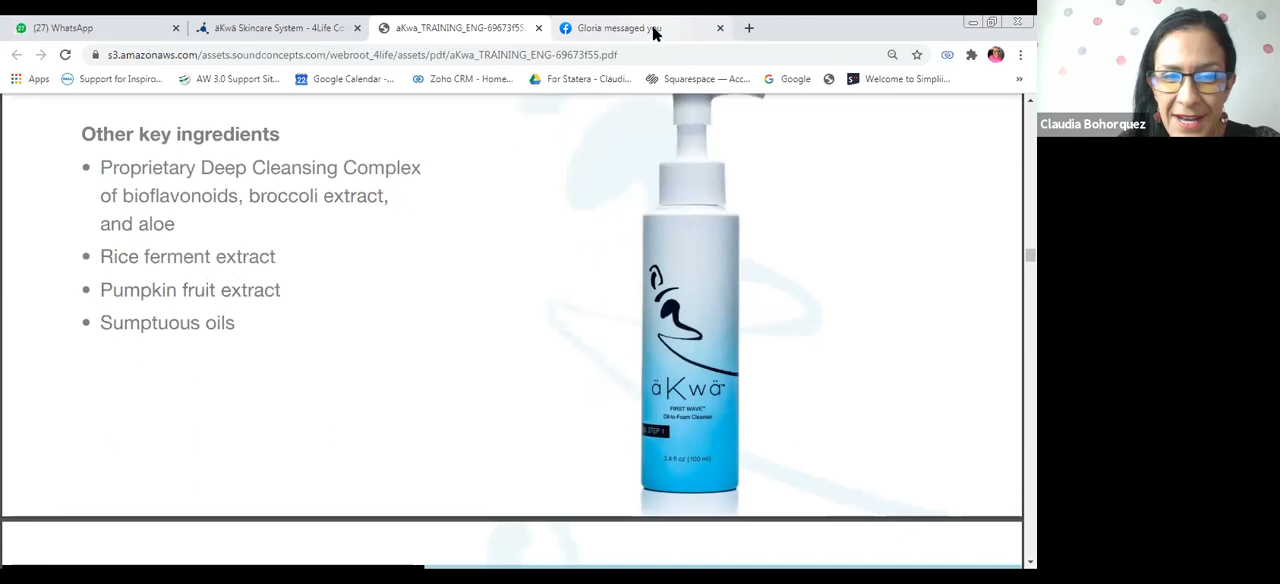 (27) WhatsApp
äKwä Skincare System - 4Life Co
aKwa_TRAINING_ENG-69673f55.
Gloria messaged you
s3.amazonaws.com/assets.soundconcepts.com/webroot_4life/assets/pdf/aKwa_TRAINING_ENG-69673f55.pdf
Apps
Support for Inspiro...
AW 3.0 Support Sit...
22
Google Calendar -...
Zoho CRM - Home...
For Statera - Claudi...
Squarespace — Acc...
Google
Welcome to Simplii...
»
Claudia Bohorquez
Other key ingredients
• Proprietary Deep Cleansing Complex
of bioflavonoids, broccoli extract,
and aloe
• Rice ferment extract
• Pumpkin fruit extract
• Sumptuous oils
äKwä™
FIRST WAVE™
Oil-to-Foam Cleanser
STEP 1
3.4 fl oz (100 ml)